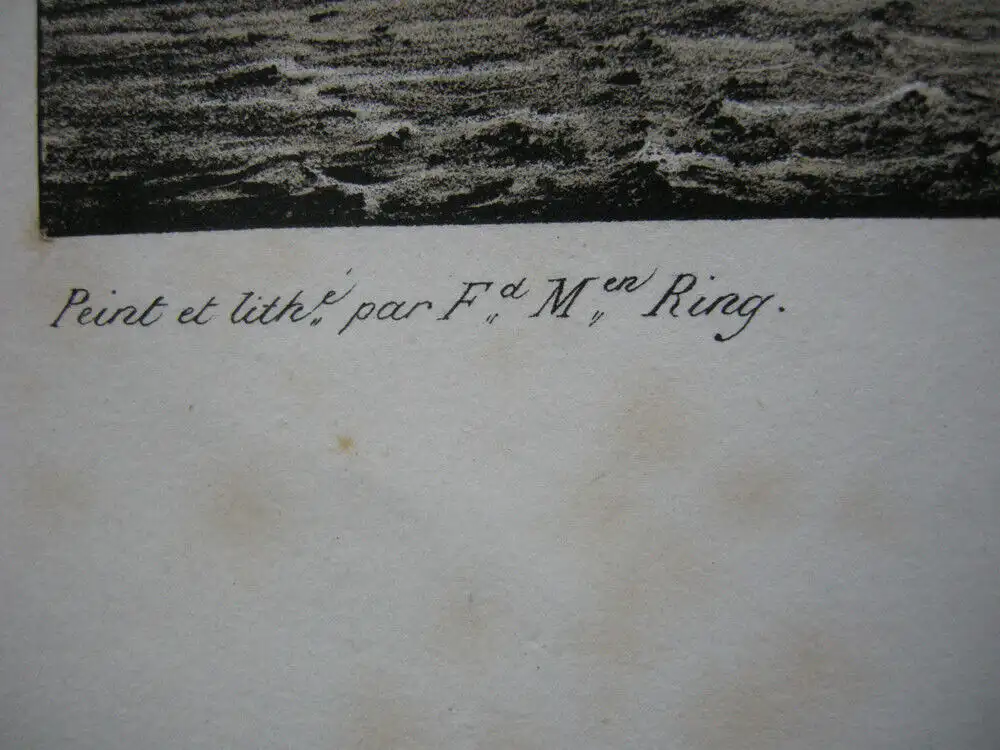 Peint et lith.é par F.d M.en Ring.